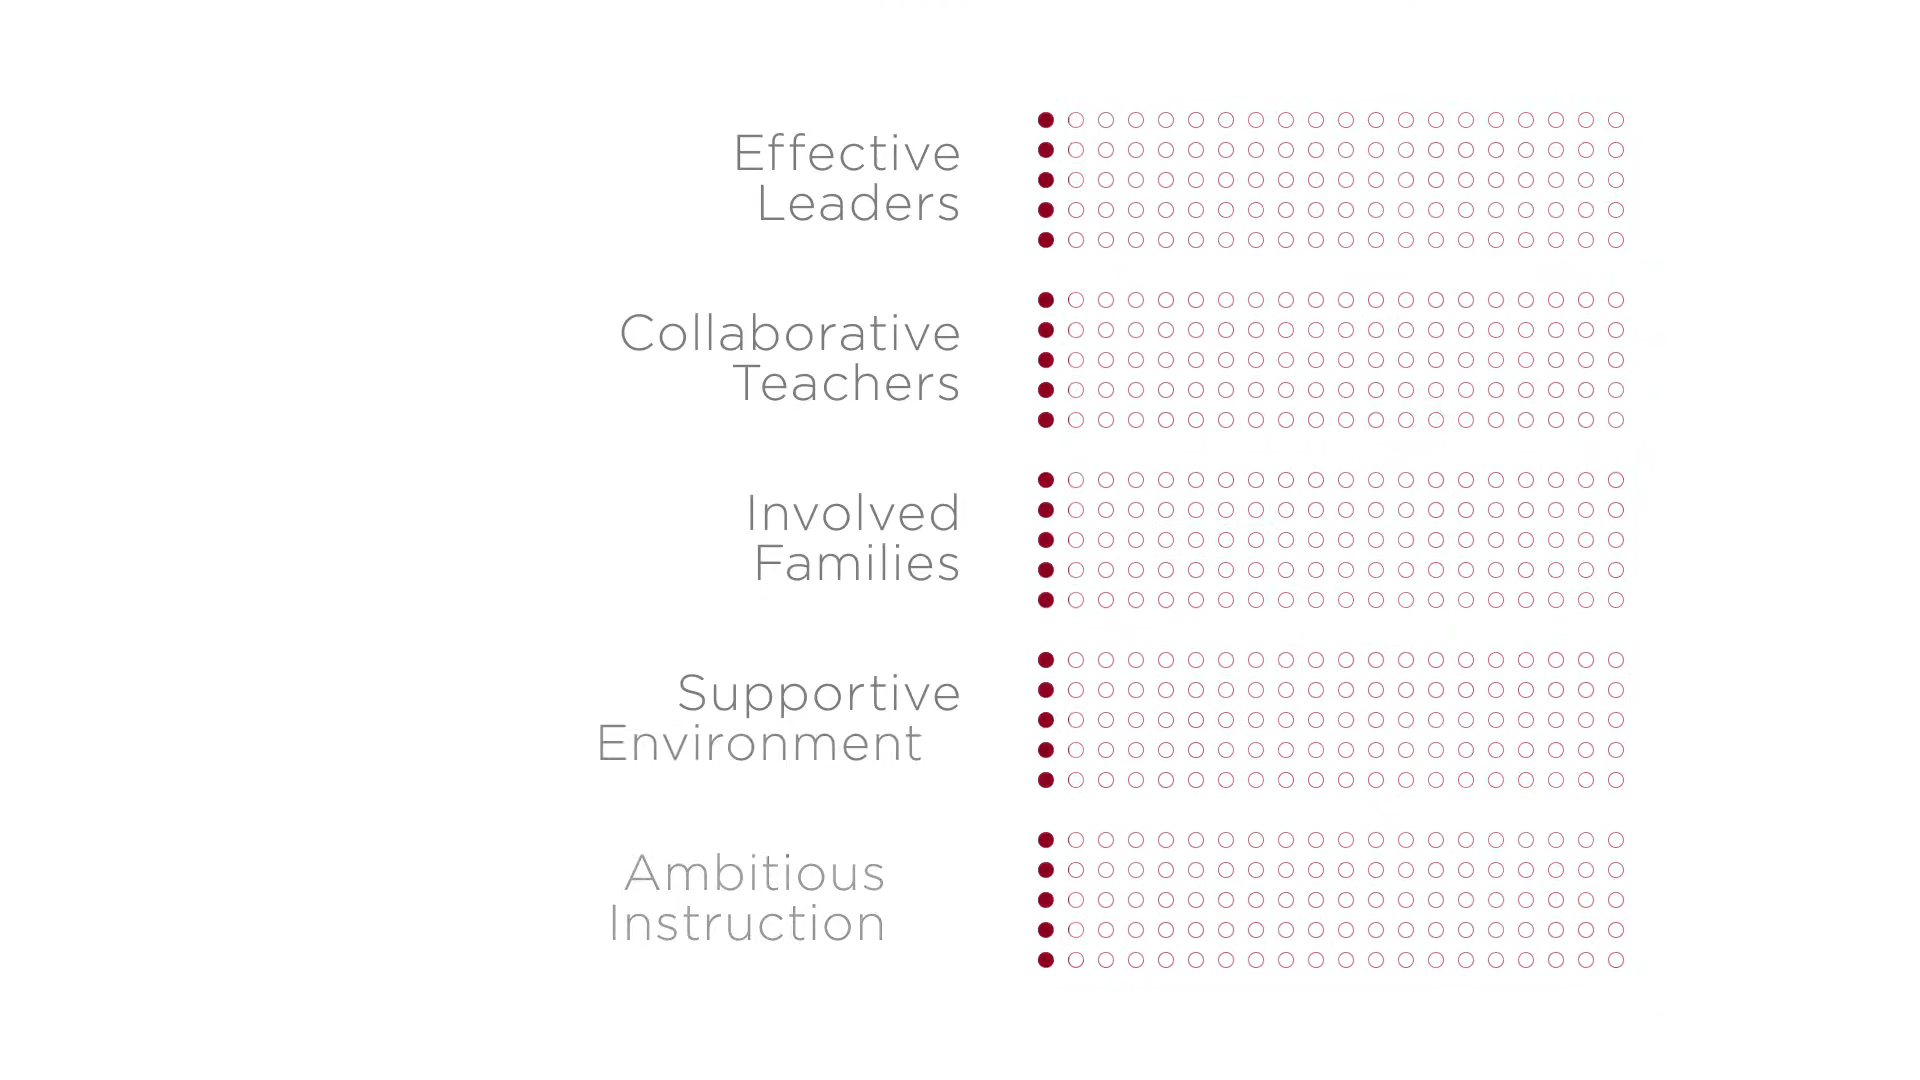 Effective
Leaders
Collaborative
Teachers
Involved
Families
Supportive
Environment
Ambitious
Instruction